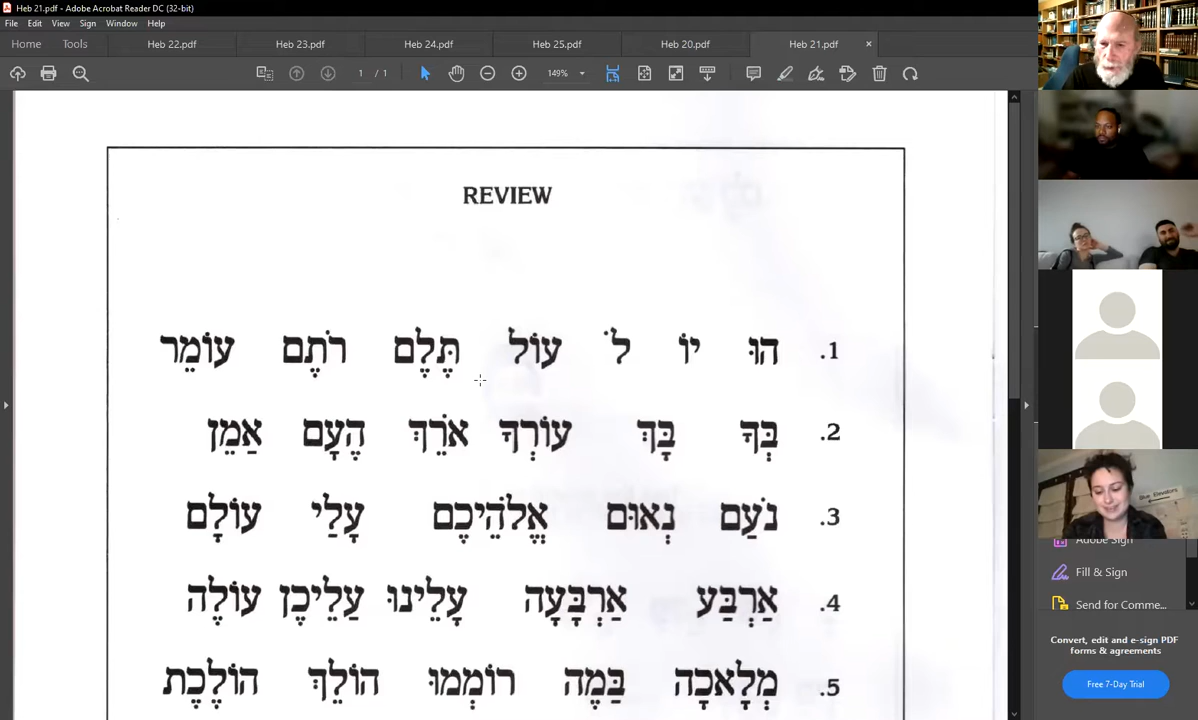 Heb 21.pdf - Adobe Acrobat Reader DC (32-bit)
File Edit View Sign Window Help
Home Tools Heb 22.pdf Heb 23.pdf Heb 24.pdf Heb 25.pdf Heb 20.pdf Heb 21.pdf ×
1 / 1 149%
REVIEW
1. הוּ יוֹ לֹ עוֹל תֶּלֶם רֹתֶם עוֹמֵר
2. בְּךָ בָּךְ עוֹרְךָ אֹרֵךְ הֶעָם אַמֵן
3. נֹעַם נְאוּם אֱלֹהֵיכֶם עָלַי עוֹלָם
4. אַרְבַּע אַרְבָּעָה עָלֵינוּ עַלֵיכֶן עוֹלֶה
5. מְלָאכָה בַּמֶה רוֹמְמוּ הוֹלֵךְ הוֹלֶכֶת
Blue Elevators
Adobe Sign
Fill & Sign
Send for Comme...
Convert, edit and e-sign PDF
forms & agreements
Free 7-Day Trial